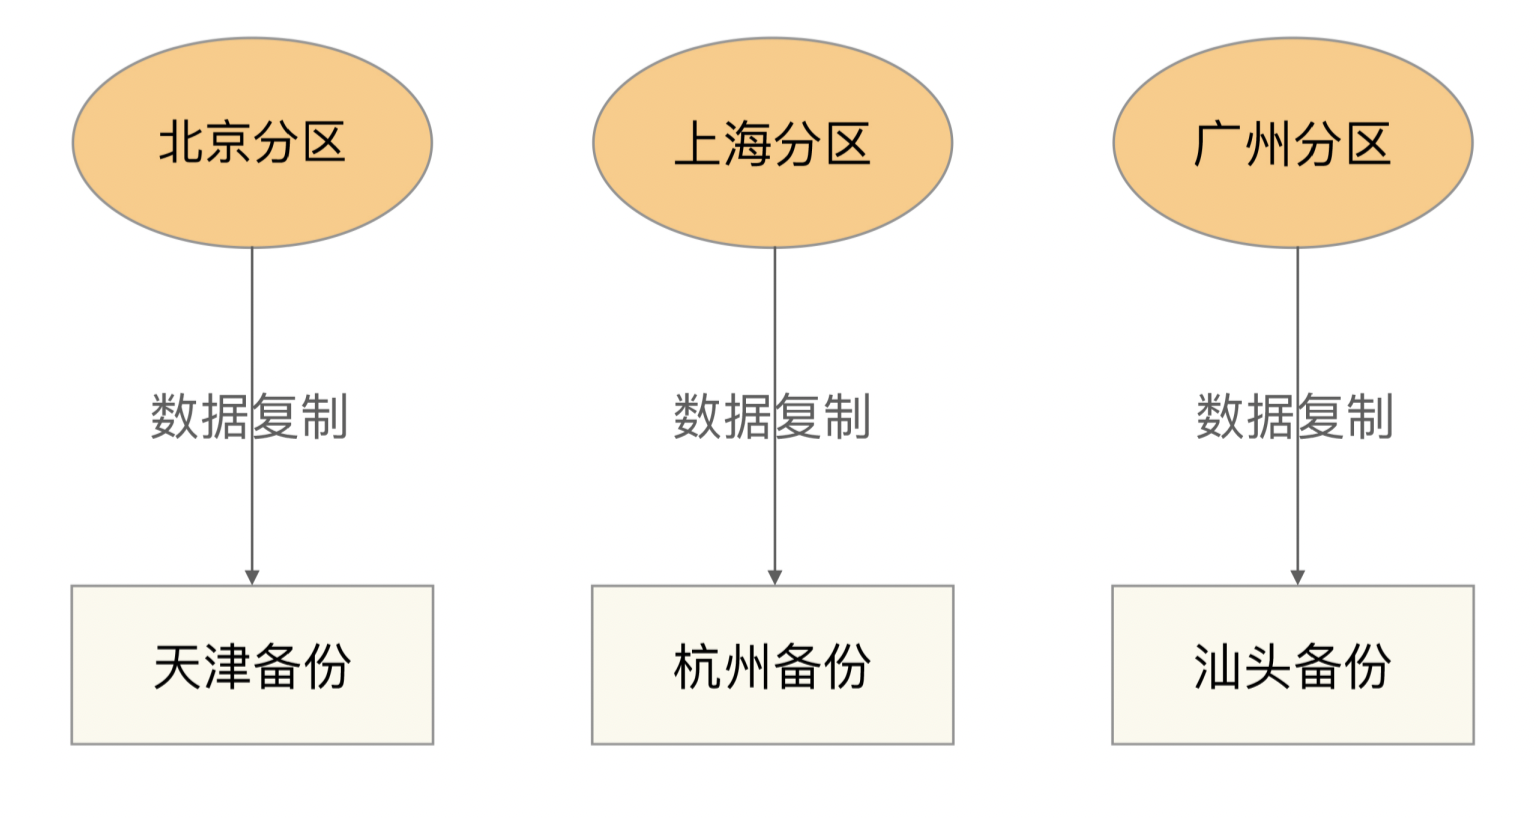 北京分区
上海分区
广州分区
数据复制
数据复制
数据复制
天津备份
杭州备份
汕头备份